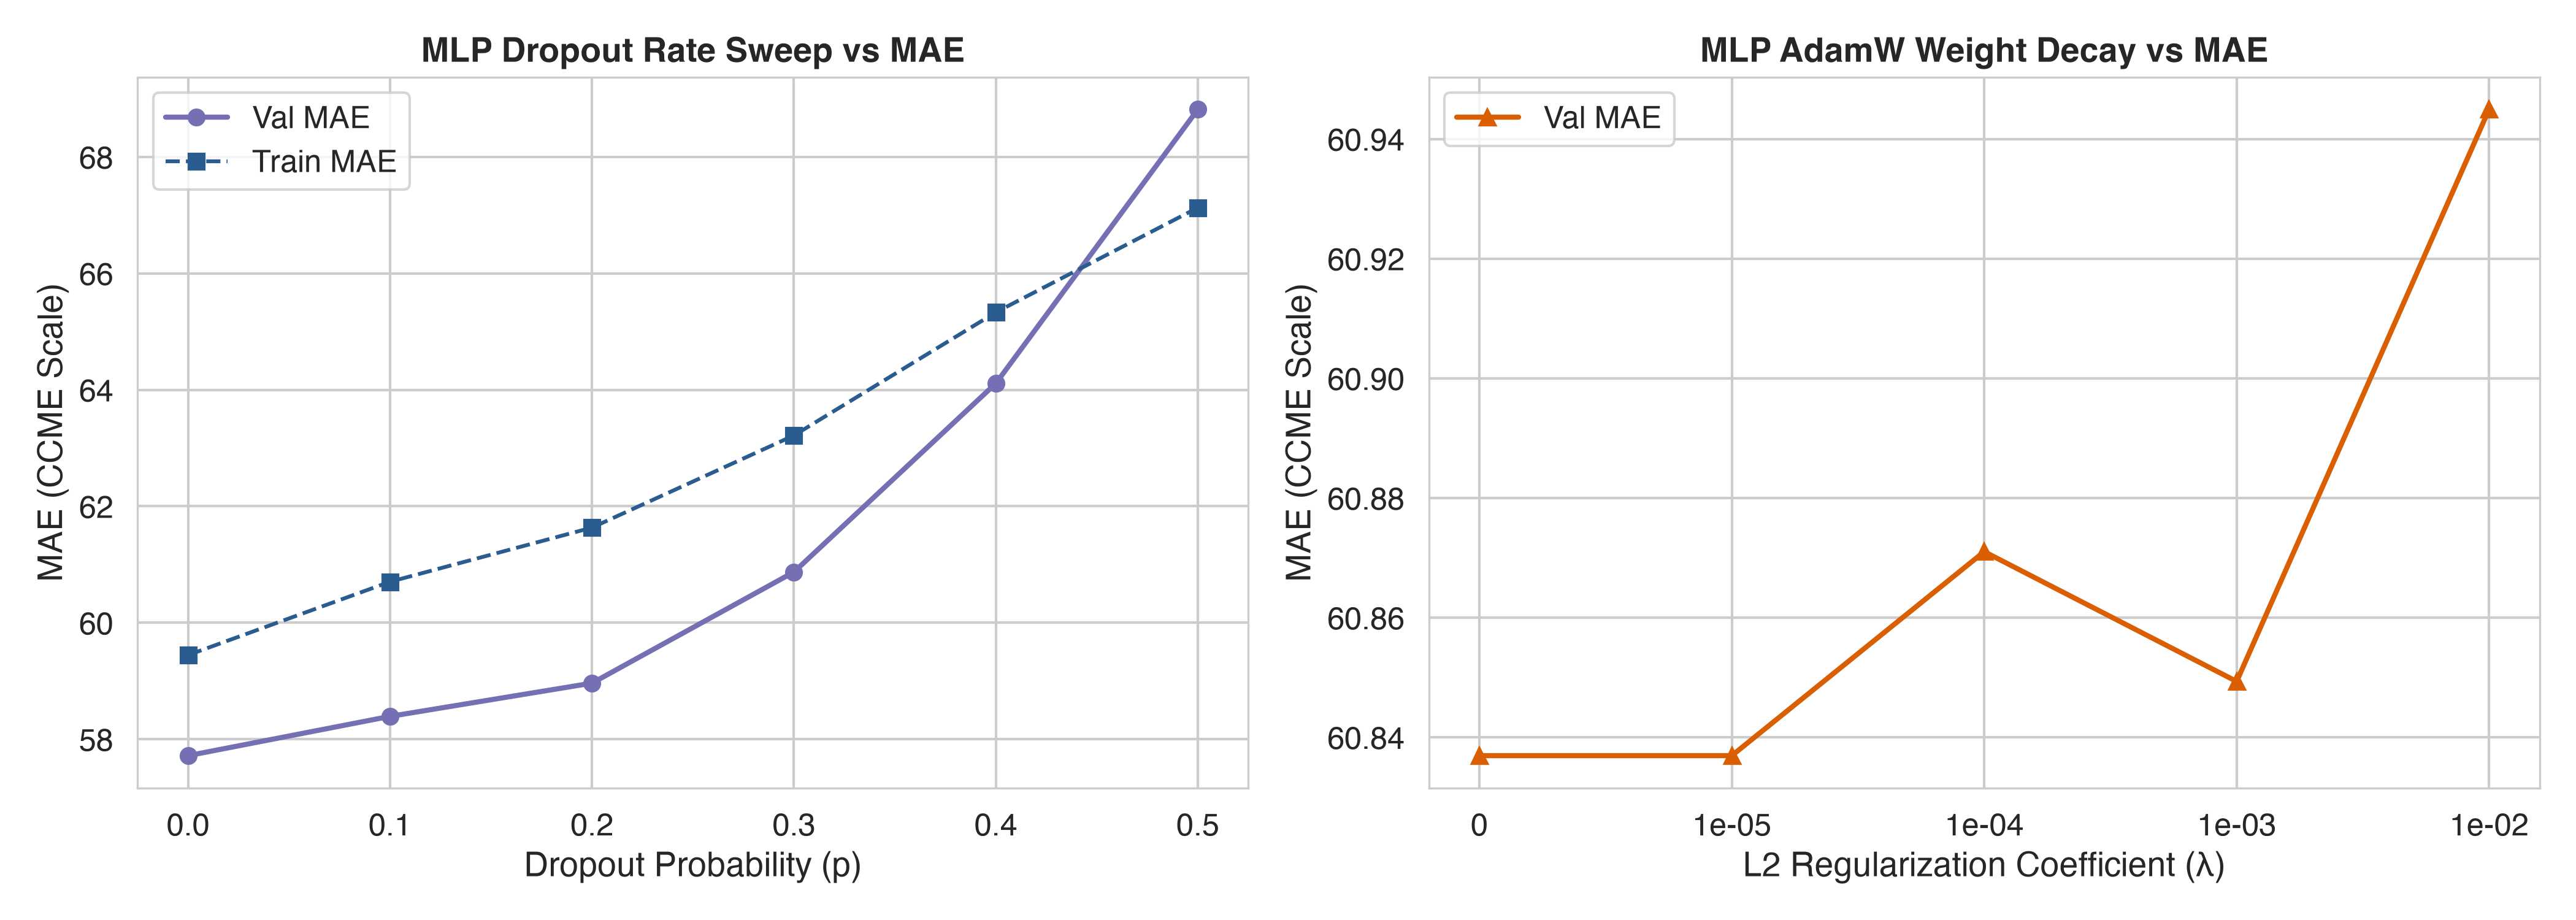 MLP Dropout Rate Sweep vs MAE
Val MAE
Train MAE
MAE (CCME Scale)
68
66
64
62
60
58
0.0 0.1 0.2 0.3 0.4 0.5
Dropout Probability (p)
MLP AdamW Weight Decay vs MAE
Val MAE
MAE (CCME Scale)
60.94
60.92
60.90
60.88
60.86
60.84
0 1e-05 1e-04 1e-03 1e-02
L2 Regularization Coefficient (λ)